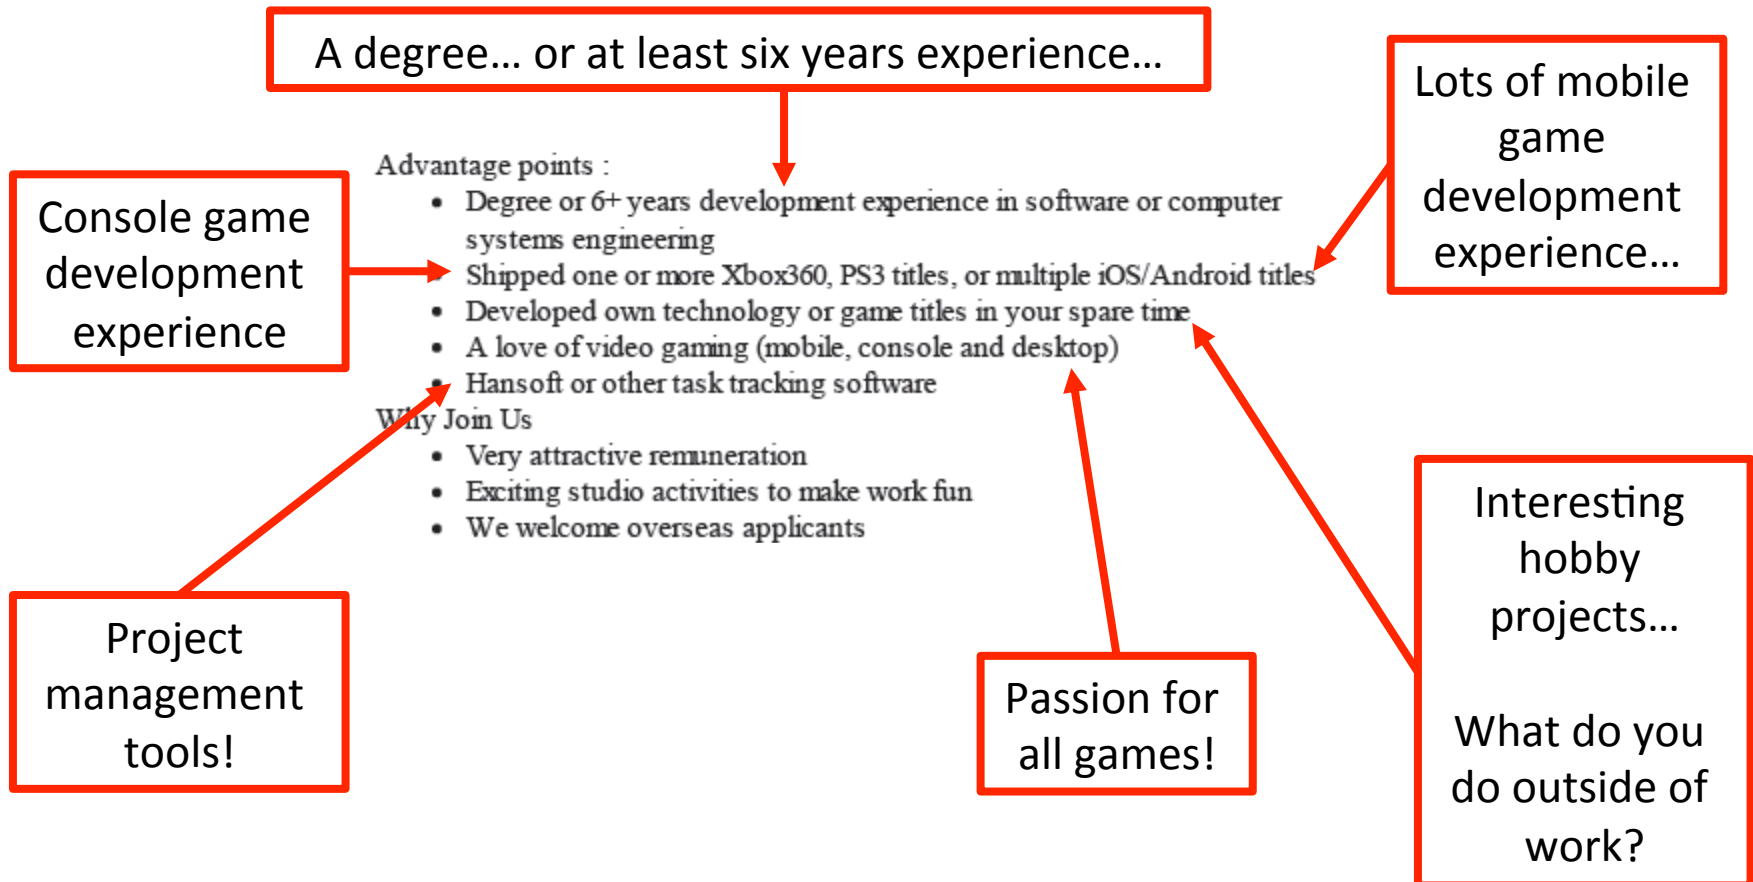 A degree… or at least six years experience…
Lots of mobile
game
development
experience…
Console game
development
experience
Advantage points :
• Degree or 6+ years development experience in software or computer
systems engineering
• Shipped one or more Xbox360, PS3 titles, or multiple iOS/Android titles
• Developed own technology or game titles in your spare time
• A love of video gaming (mobile, console and desktop)
• Hansoft or other task tracking software
Why Join Us
• Very attractive remuneration
• Exciting studio activities to make work fun
• We welcome overseas applicants
Project
management
tools!
Passion for
all games!
Interesting
hobby
projects…
What do you
do outside of
work?